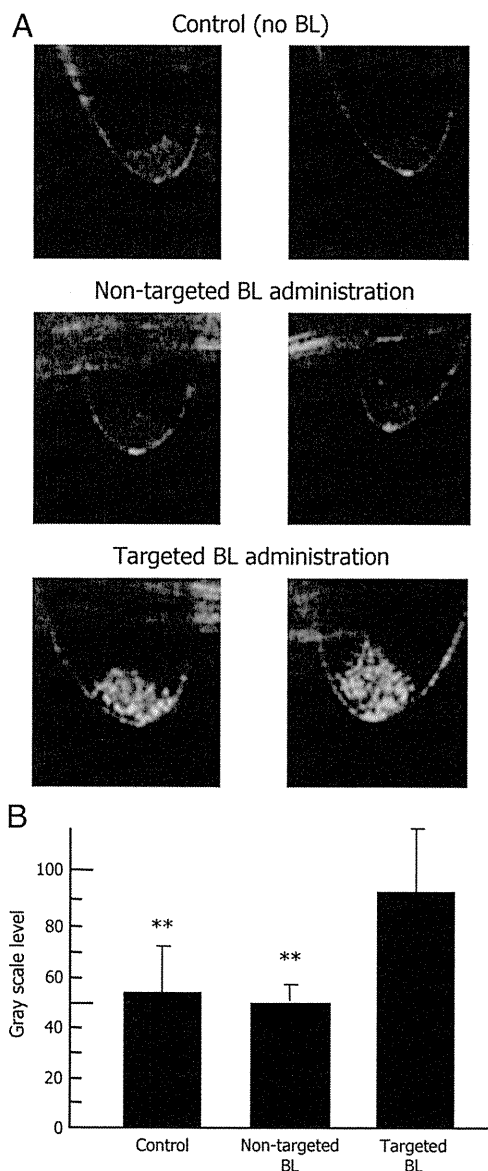 A
Control (no BL)
Non-targeted BL administration
Targeted BL administration
B
Gray scale level
100
80
60
40
20
0
**
**
Control
Non-targeted
BL
Targeted
BL